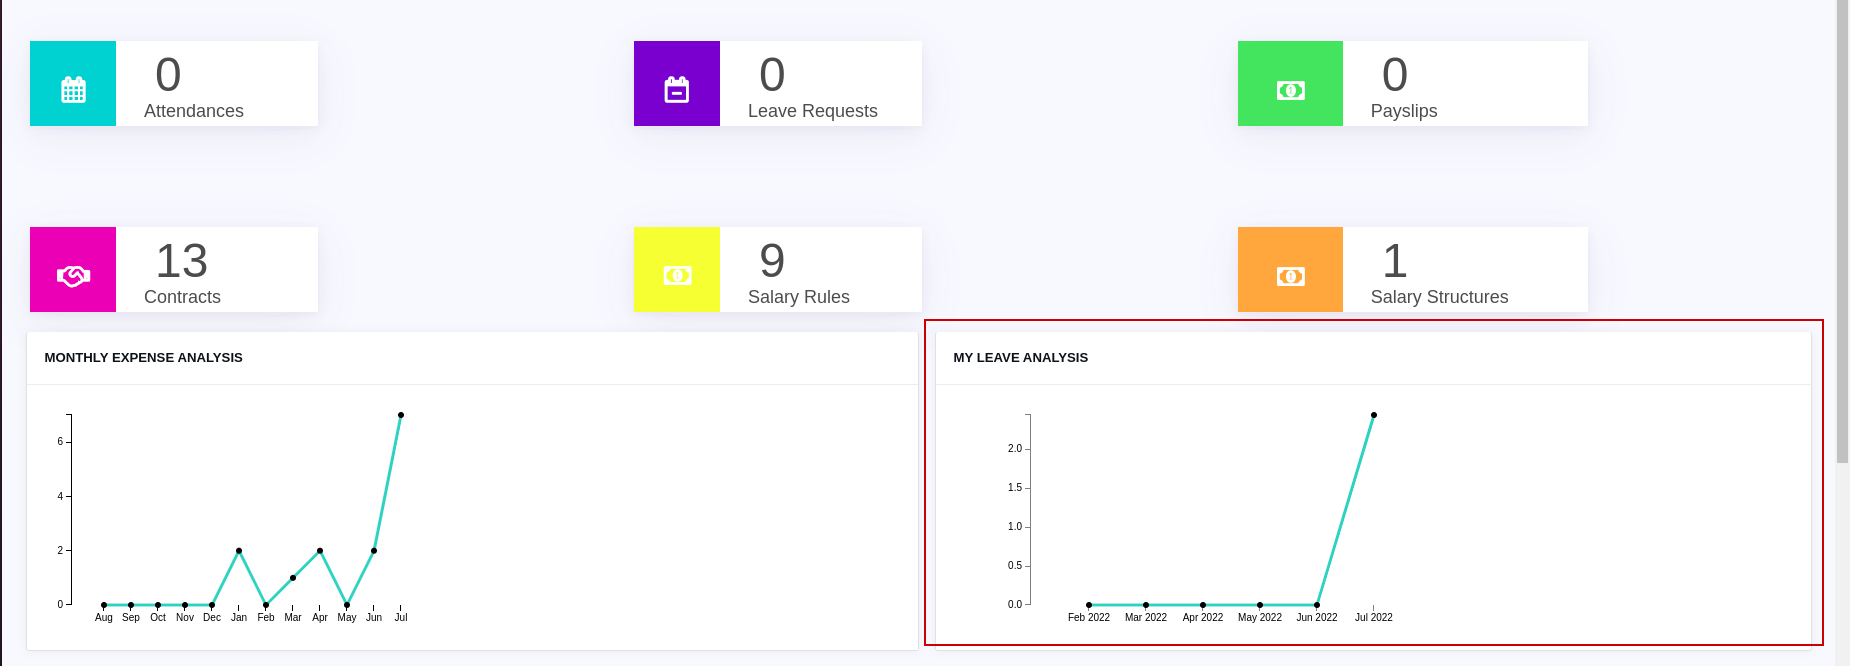 0
Attendances
0
Leave Requests
0
Payslips
13
Contracts
9
Salary Rules
1
Salary Structures
MONTHLY EXPENSE ANALYSIS
6
4
2
0
Aug Sep Oct Nov Dec Jan Feb Mar Apr May Jun Jul
MY LEAVE ANALYSIS
2.0
1.5
1.0
0.5
0.0
Feb 2022 Mar 2022 Apr 2022 May 2022 Jun 2022 Jul 2022